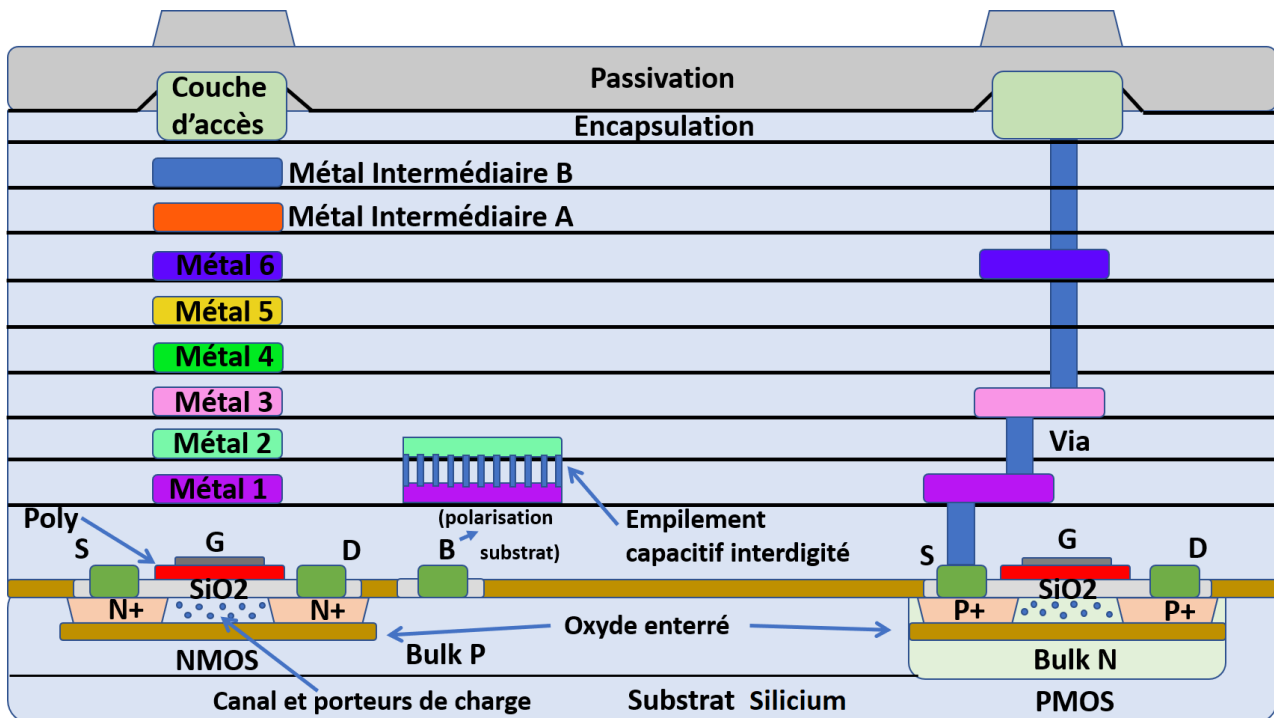 Couche
d'accès
Passivation
Encapsulation
Métal Intermédiaire B
Métal Intermédiaire A
Métal 6
Métal 5
Métal 4
Métal 3
Métal 2
Via
Métal 1
Poly
(polarisation
substrat)
Empilement
capacitif interdigité
S
G
D
B
S
G
D
SiO2
SiO2
N+
N+
P+
P+
Oxyde enterré
NMOS
Bulk P
Bulk N
Canal et porteurs de charge
Substrat Silicium
PMOS